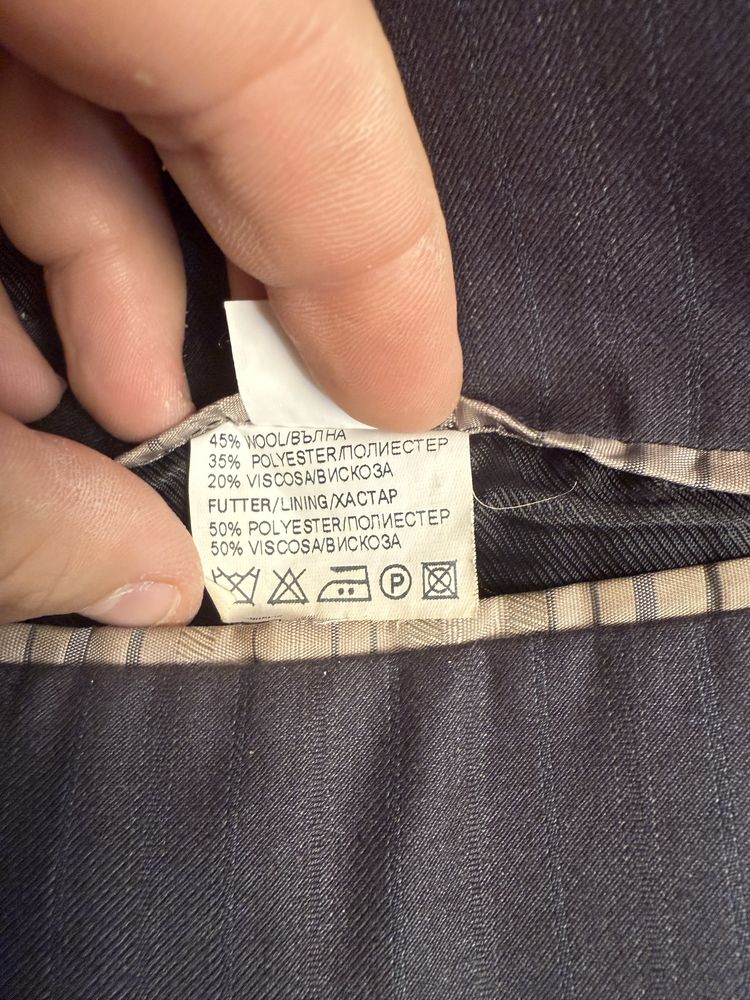 45% WOOL/ВЪЛНА
35% POLYESTER/ПОЛИЕСТЕР
20% VISCOSA/ВИСКОЗА
FUTTER/LINING/ХАСТАР
50% POLYESTER/ПОЛИЕСТЕР
50% VISCOSA/ВИСКОЗА
P